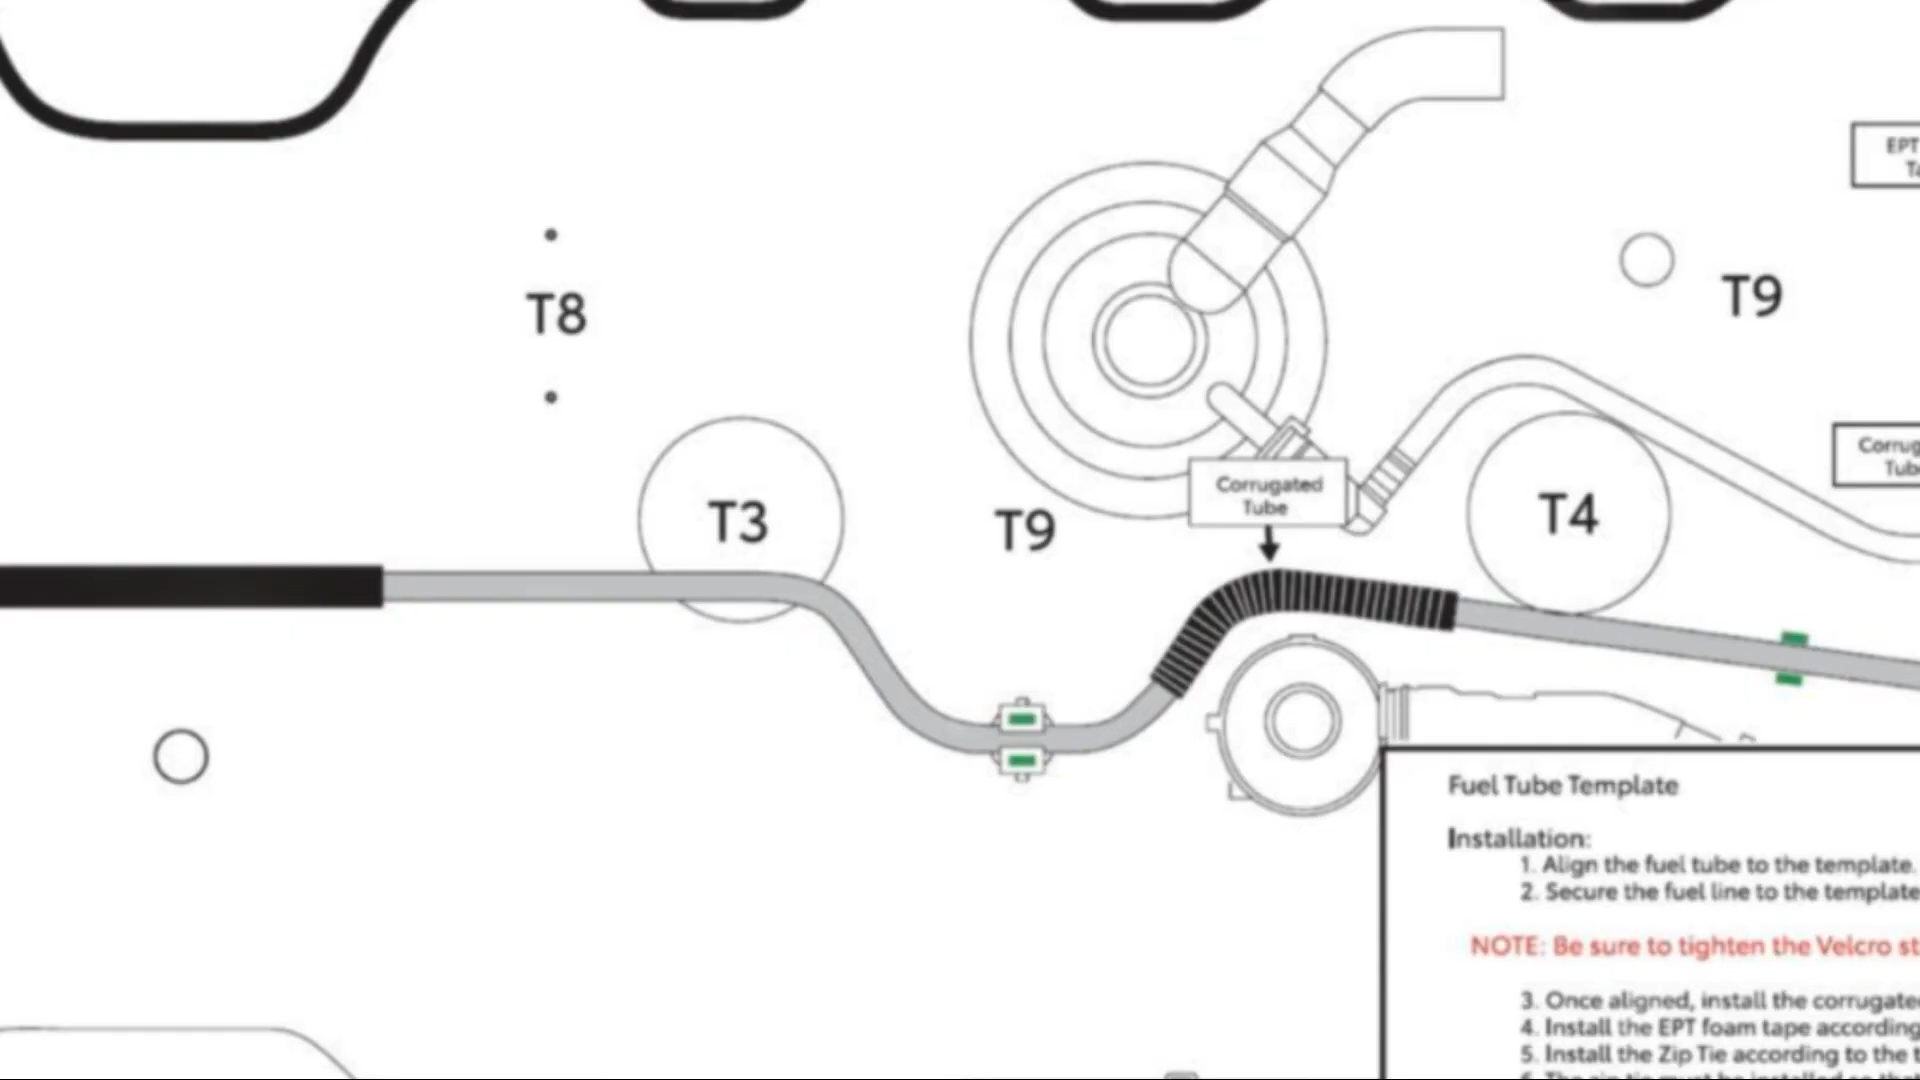 EPT
T8
T9
Corrugated
Tube
T3
T9
T4
Fuel Tube Template
Installation:
1. Align the fuel tube to the template.
2. Secure the fuel line to the template
NOTE: Be sure to tighten the Velcro
3. Once aligned, install the
4. Install the EPT foam tape according
5. Install the Zip Tie according to the